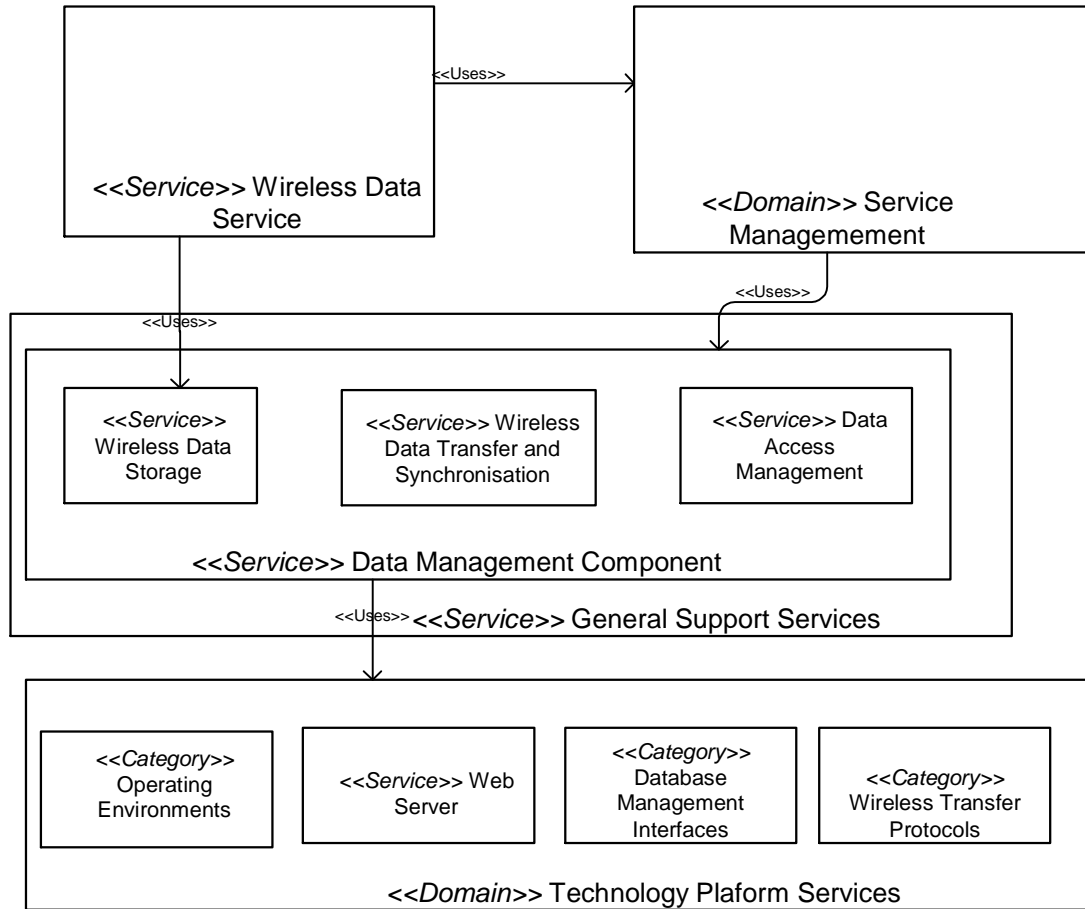 <<Uses>>
<<Service>> Wireless Data
Service
<<Domain>> Service
Managemement
<<Uses>>
<<Uses>>
<<Service>>
Wireless Data
Storage
<<Service>> Wireless
Data Transfer and
Synchronisation
<<Service>> Data
Access
Management
<<Service>> Data Management Component
<<Uses>>
<<Service>> General Support Services
<<Category>>
Operating
Environments
<<Service>> Web
Server
<<Category>>
Database
Management
Interfaces
<<Category>>
Wireless Transfer
Protocols
<<Domain>> Technology Plaform Services